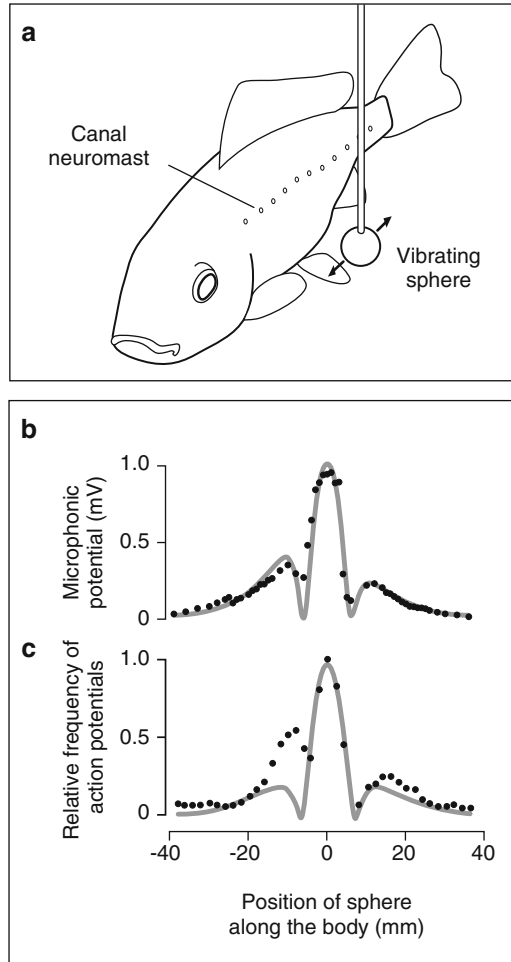 a
Canal
neuromast
Vibrating
sphere
b
Microphonic
potential (mV)
1.0
0.5
0
c
Relative frequency of
action potentials
1.0
0.5
0
-40 -20 0 20 40
Position of sphere
along the body (mm)